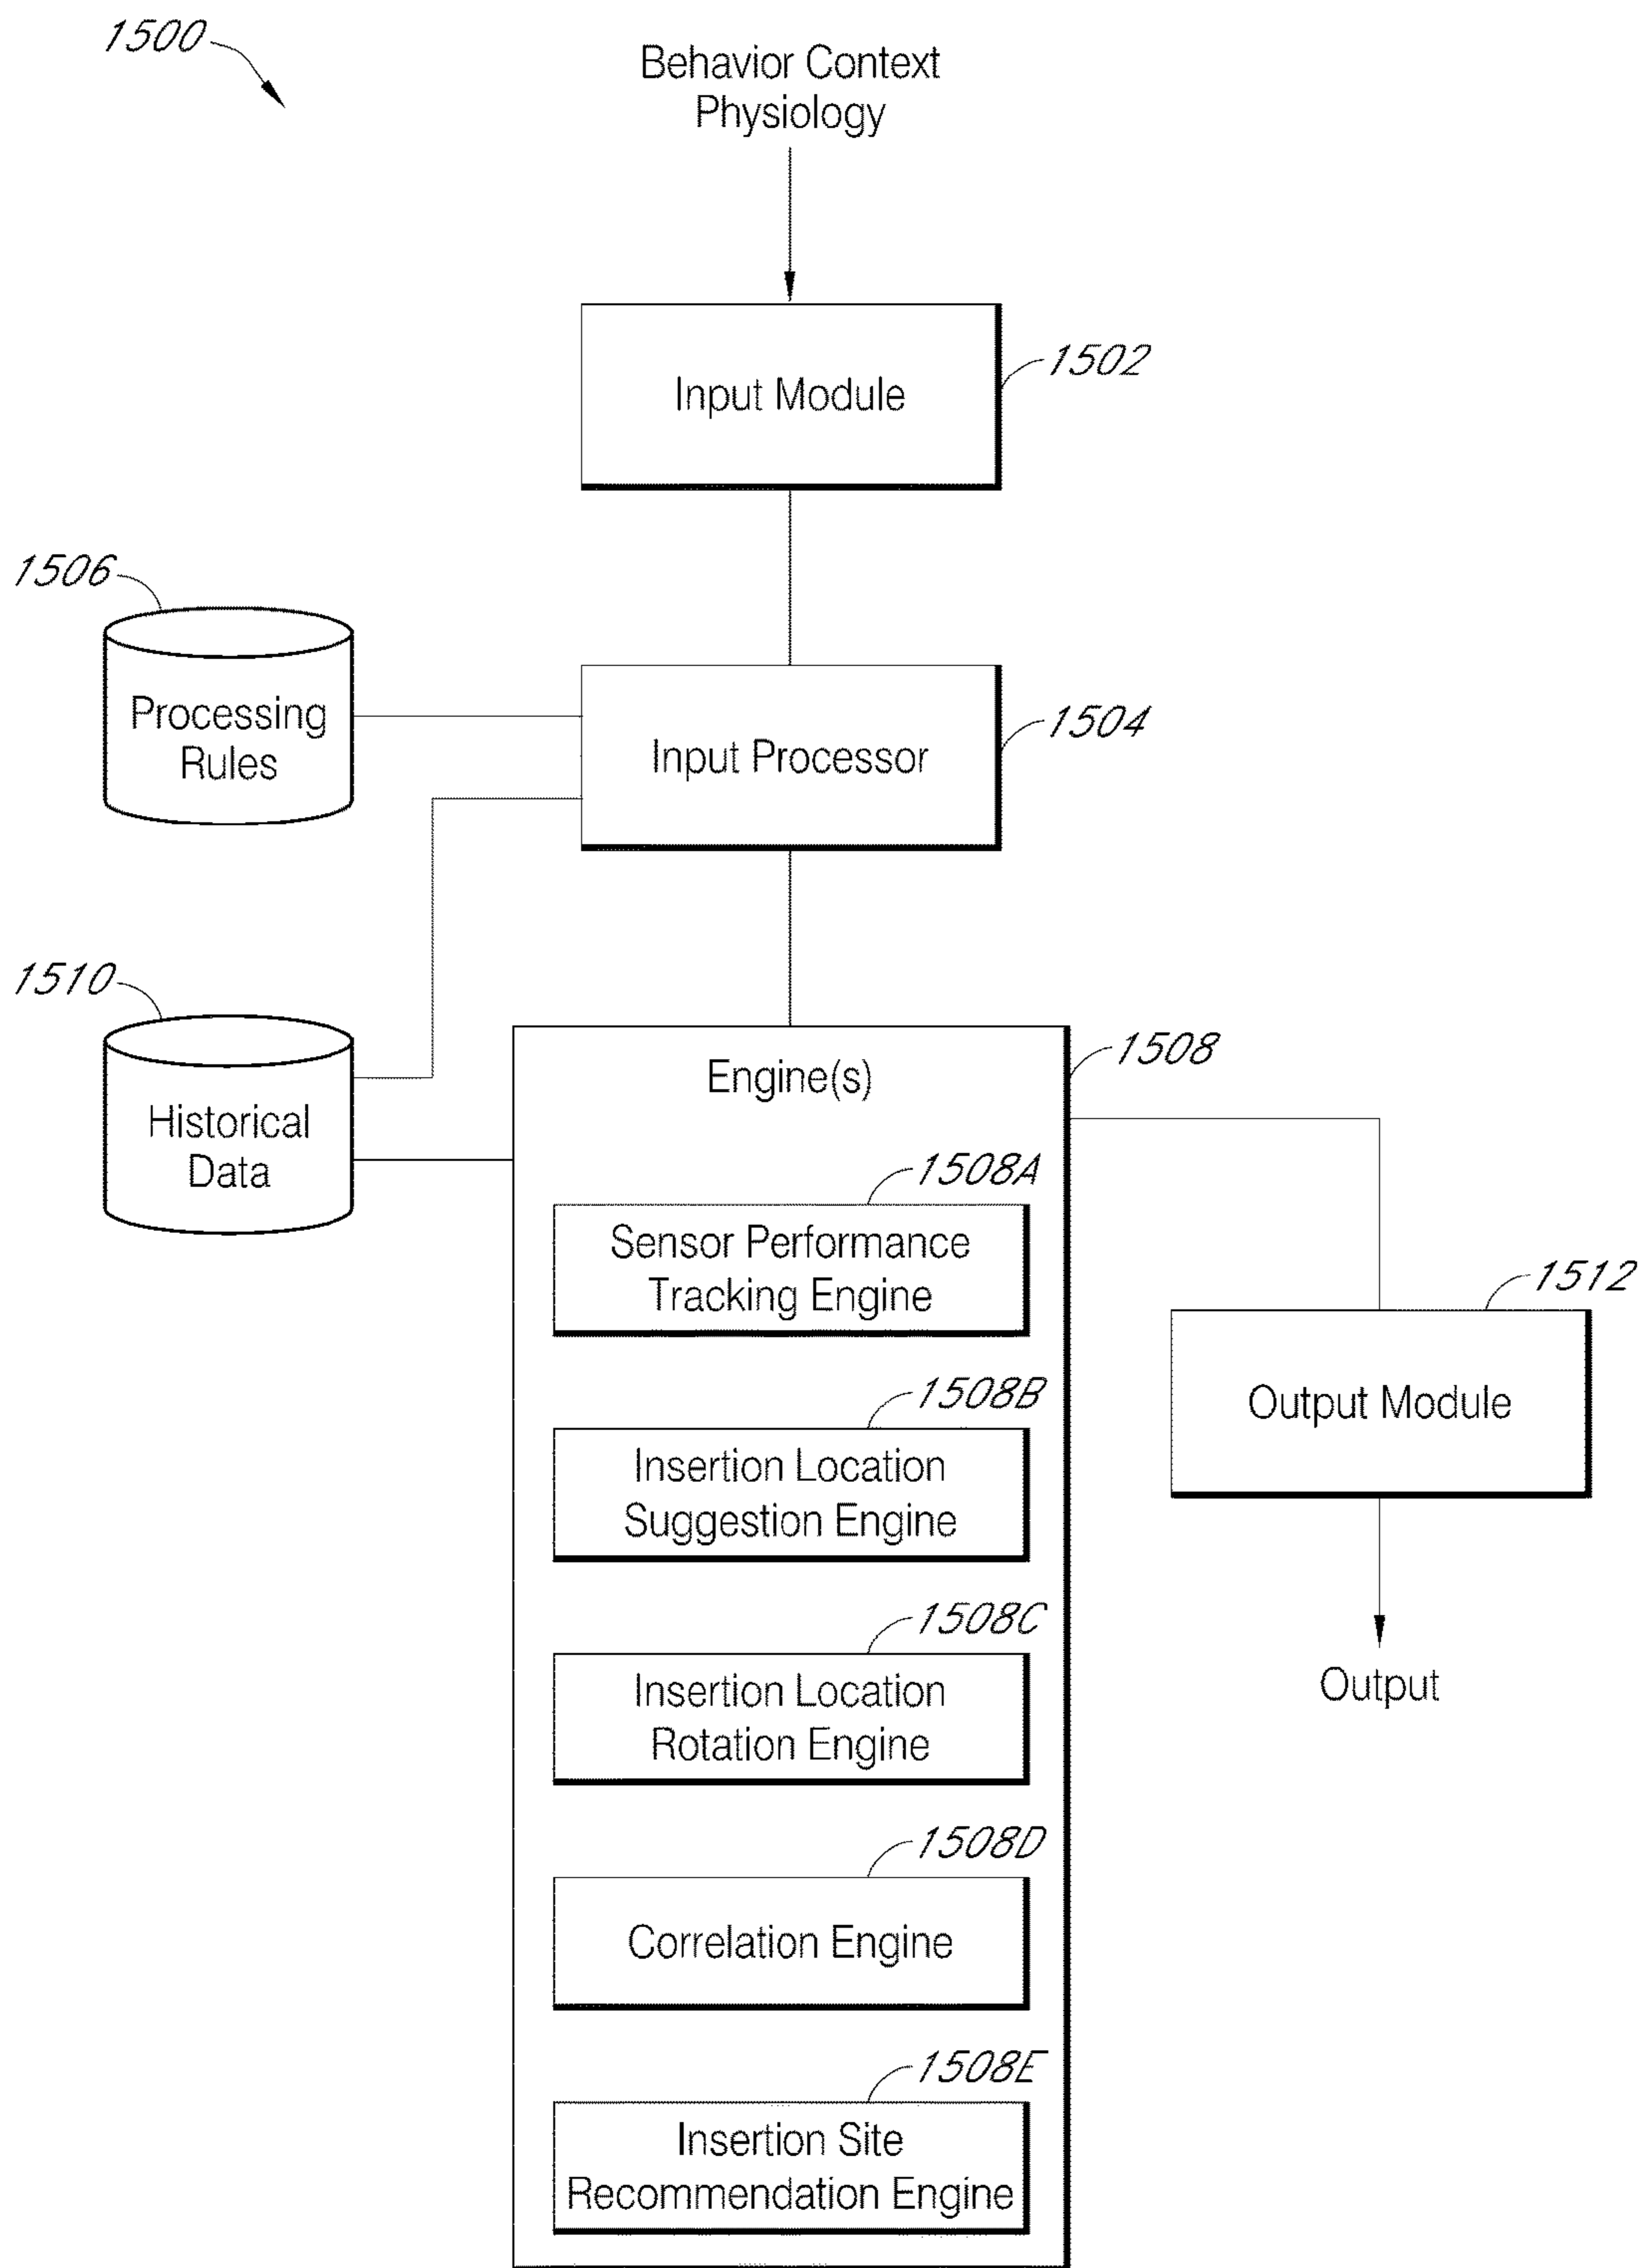 1500
Behavior Context
Physiology
Input Module
1502
1506
Processing
Rules
Input Processor
1504
1510
Historical
Data
Engine(s)
1508
1508A
Sensor Performance
Tracking Engine
1508B
Insertion Location
Suggestion Engine
1508C
Insertion Location
Rotation Engine
1508D
Correlation Engine
1508E
Insertion Site
Recommendation Engine
1512
Output Module
Output